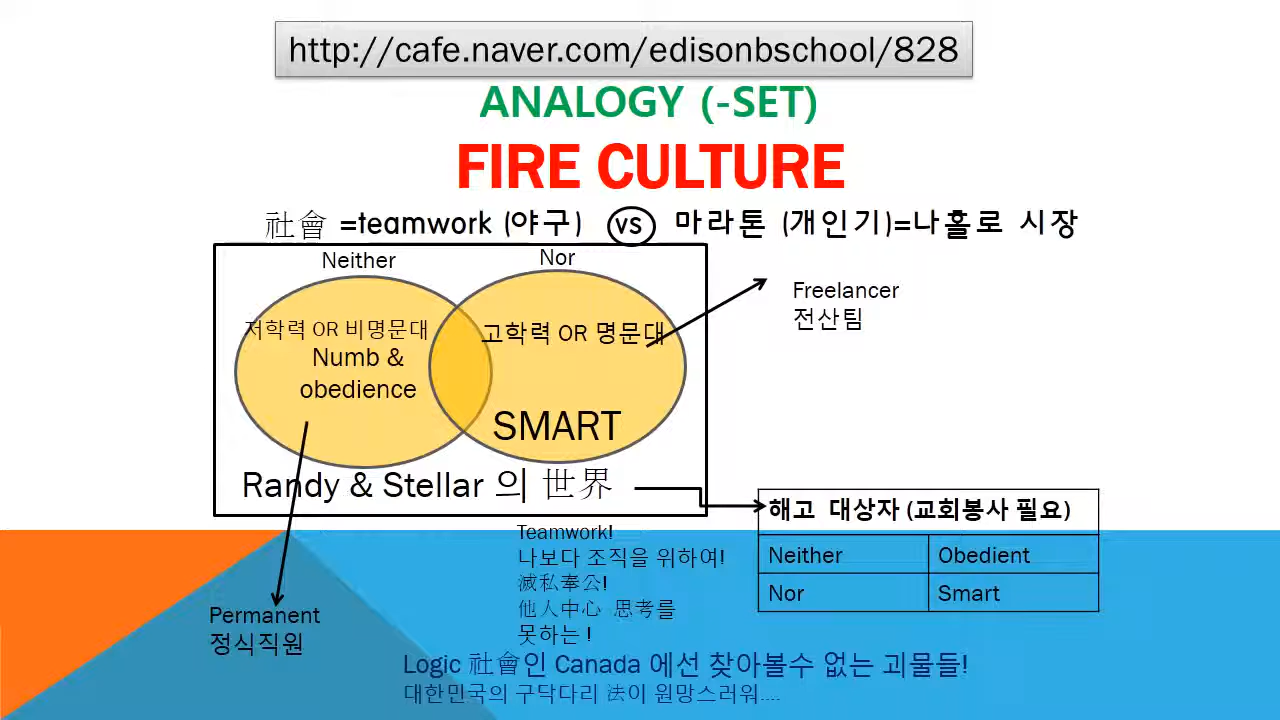 http://cafe.naver.com/edisonbschool/828
ANALOGY (-SET)
FIRE CULTURE
社會 =teamwork (야구) vs 마라톤 (개인기)=나홀로 시장
Neither
Nor
저학력 OR 비명문대
Numb &
obedience
고학력 OR 명문대
SMART
Freelancer
전산팀
Randy & Stellar 의 世界
해고 대상자 (교회봉사 필요)
Neither Obedient
Nor Smart
Teamwork!
나보다 조직을 위하여!
滅私奉公!
他人中心 思考를
못하는 !
Permanent
정식직원
Logic 社會인 Canada 에선 찾아볼수 없는 괴물들!
대한민국의 구닥다리 法이 원망스러워....